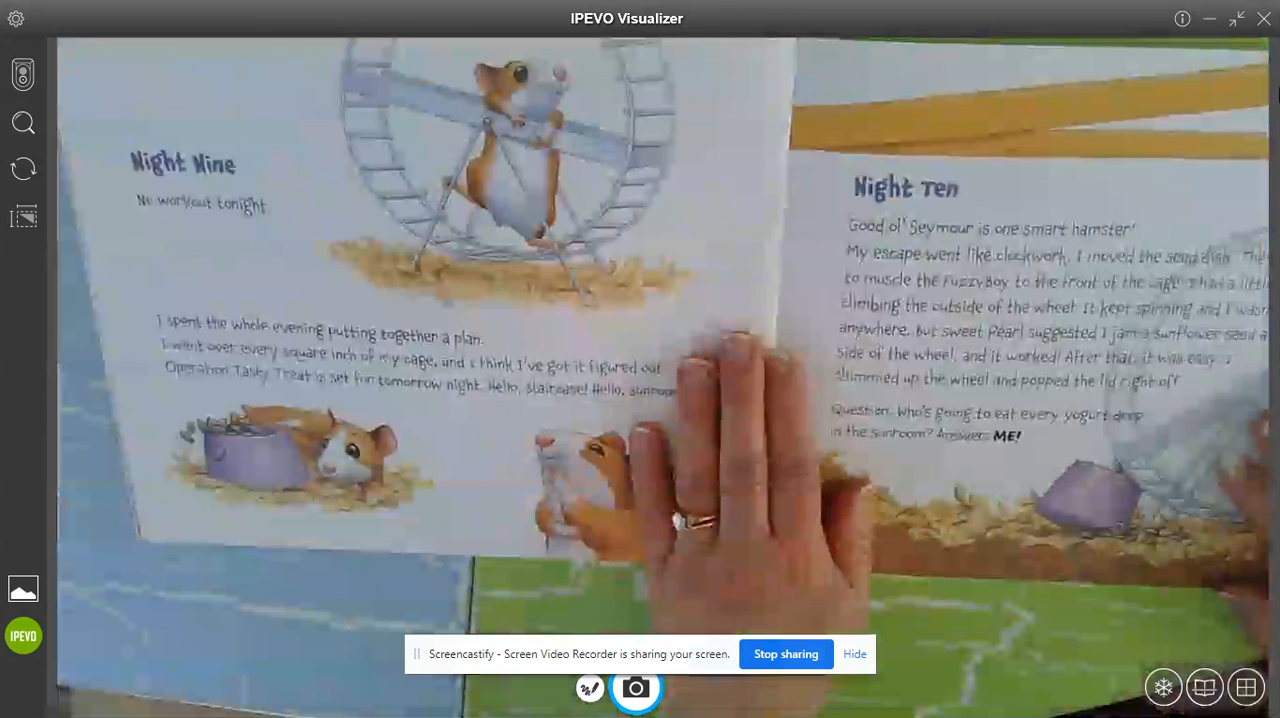 IPEVO Visualizer
Night Nine
No workout tonight.
I spent the whole evening putting together a plan.
I went over every square inch of my cage, and I think I've got it figured out
Operation Tasty Treat is set for tomorrow night. Hello, staircase! Hello,
Night Ten
Good ol' Seymour is one smart hamster!
My escape went like clockwork. I moved the seed dish.
to muscle the FuzzyBoy to the front of the cage. I had a little
climbing the outside of the wheel. It kept spinning and I
anywhere. But sweet Pearl suggested I jam a sunflower seed
side of the wheel, and it worked! After that, it was easy. I
shimmied up the wheel and popped the lid right off.
Question: Who's going to eat every yogurt drop
in the sunroom? Answer: ME!
IPEVO
Screencastify - Screen Video Recorder is sharing your screen.
Stop sharing
Hide